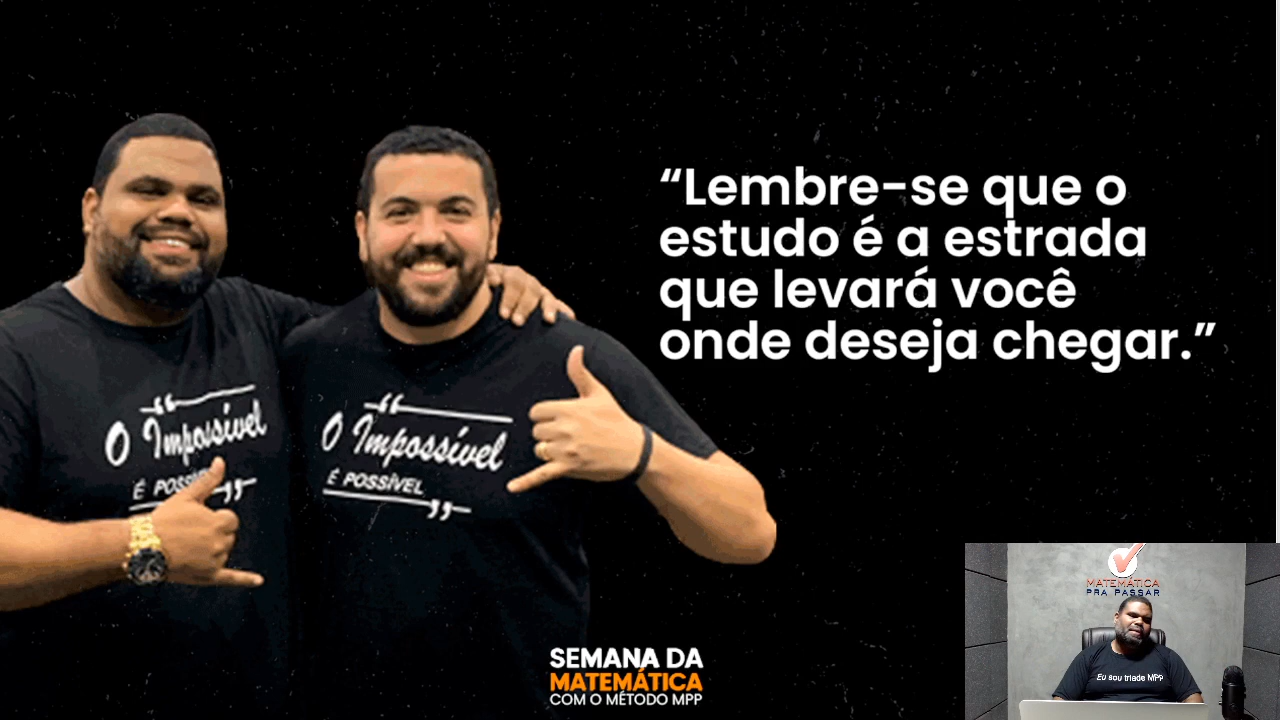 “Lembre-se que o
estudo é a estrada
que levará você
onde deseja chegar.”
“ O Impossível
É POSSÍVEL ”
“ O Impossível
É POSSÍVEL ”
SEMANA DA
MATEMÁTICA
COM O MÉTODO MPP
MATEMÁTICA
PRA PASSAR
Eu sou tríade MPP